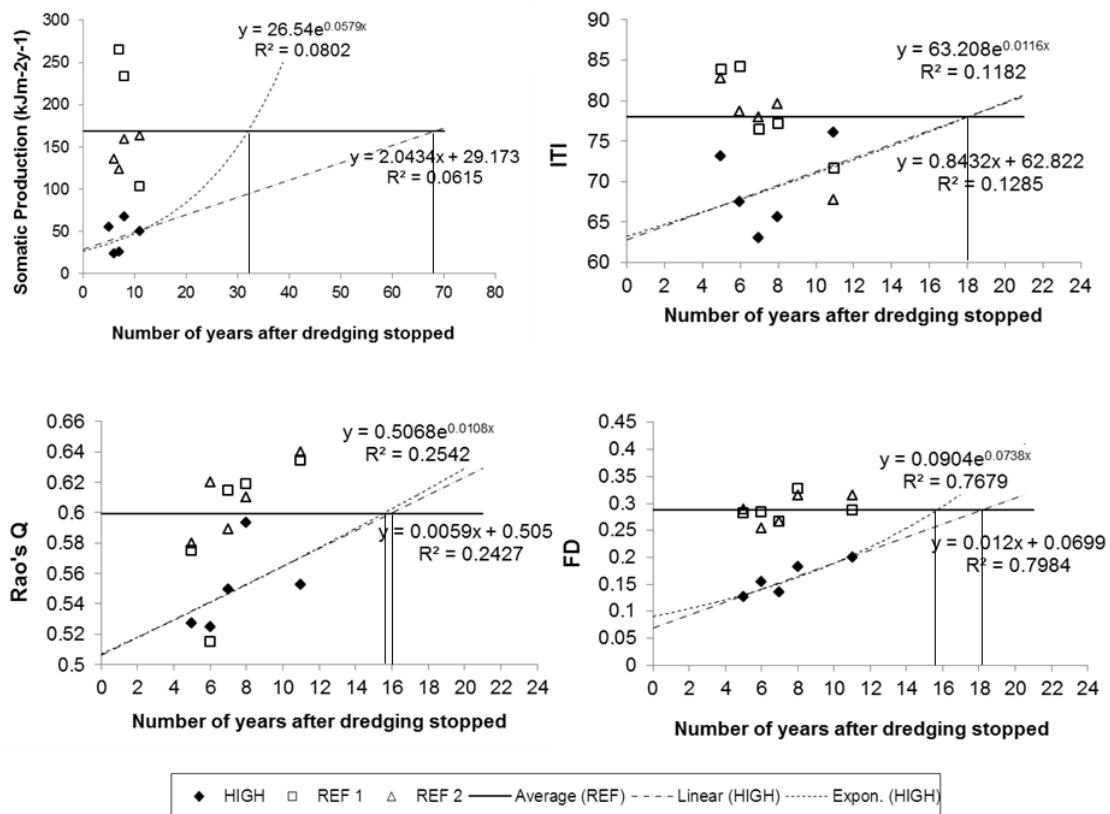 300
250
200
150
100
50
0
Somatic Production (kJm-2y-1)
y = 26.54e^0.0579x
R² = 0.0802
y = 2.0434x + 29.173
R² = 0.0615
0 10 20 30 40 50 60 70 80
Number of years after dredging stopped
90
85
80
75
70
65
60
ITI
y = 63.208e^0.0116x
R² = 0.1182
y = 0.8432x + 62.822
R² = 0.1285
0 2 4 6 8 10 12 14 16 18 20 22 24
Number of years after dredging stopped
0.66
0.64
0.62
0.6
0.58
0.56
0.54
0.52
0.5
Rao's Q
y = 0.5068e^0.0108x
R² = 0.2542
y = 0.0059x + 0.505
R² = 0.2427
0 2 4 6 8 10 12 14 16 18 20 22 24
Number of years after dredging stopped
0.45
0.4
0.35
0.3
0.25
0.2
0.15
0.1
0.05
0
FD
y = 0.0904e^0.0738x
R² = 0.7679
y = 0.012x + 0.0699
R² = 0.7984
0 2 4 6 8 10 12 14 16 18 20 22 24
Number of years after dredging stopped
HIGH REF 1 REF 2 Average (REF) Linear (HIGH) Expon. (HIGH)